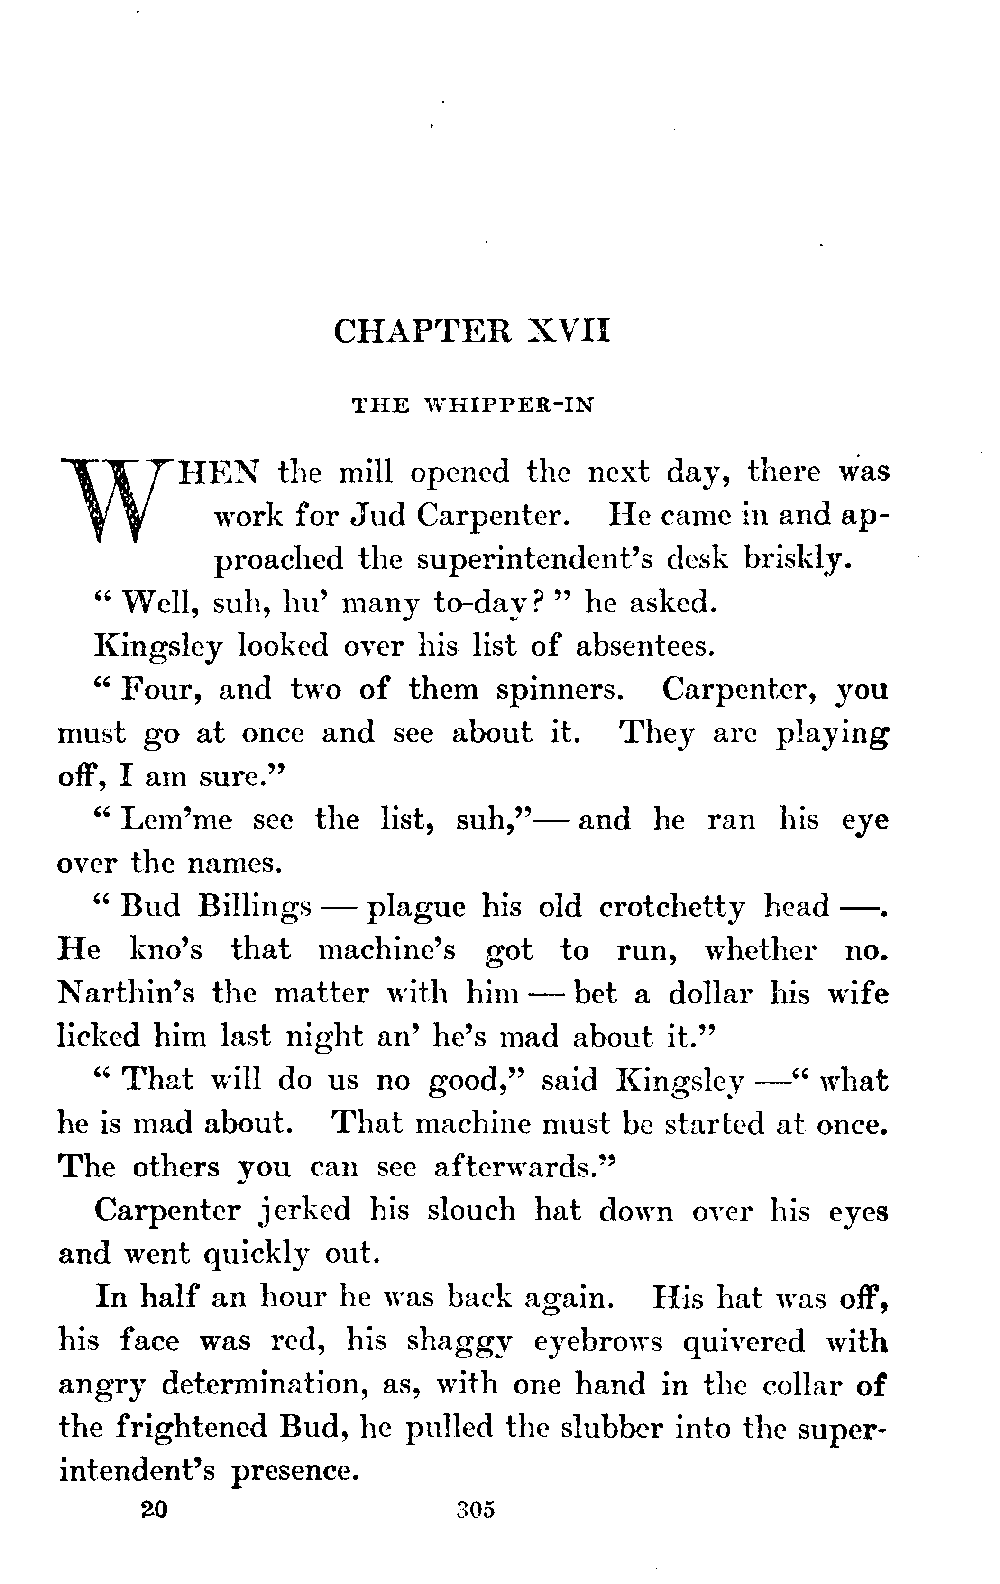 CHAPTER XVII
THE WHIPPER-IN
WHEN the mill opened the next day, there was
work for Jud Carpenter. He came in and ap-
proached the superintendent's desk briskly.
" Well, suh, hu' many to-day? " he asked.
Kingsley looked over his list of absentees.
" Four, and two of them spinners. Carpenter, you
must go at once and see about it. They are playing
off, I am sure."
" Lem'me see the list, suh,"— and he ran his eye
over the names.
" Bud Billings — plague his old crotchetty head —.
He kno's that machine's got to run, whether no.
Narthin's the matter with him — bet a dollar his wife
licked him last night an' he's mad about it."
" That will do us no good," said Kingsley —" what
he is mad about. That machine must be started at once.
The others you can see afterwards."
Carpenter jerked his slouch hat down over his eyes
and went quickly out.
In half an hour he was back again. His hat was off,
his face was red, his shaggy eyebrows quivered with
angry determination, as, with one hand in the collar of
the frightened Bud, he pulled the slubber into the super-
intendent's presence.
20 305